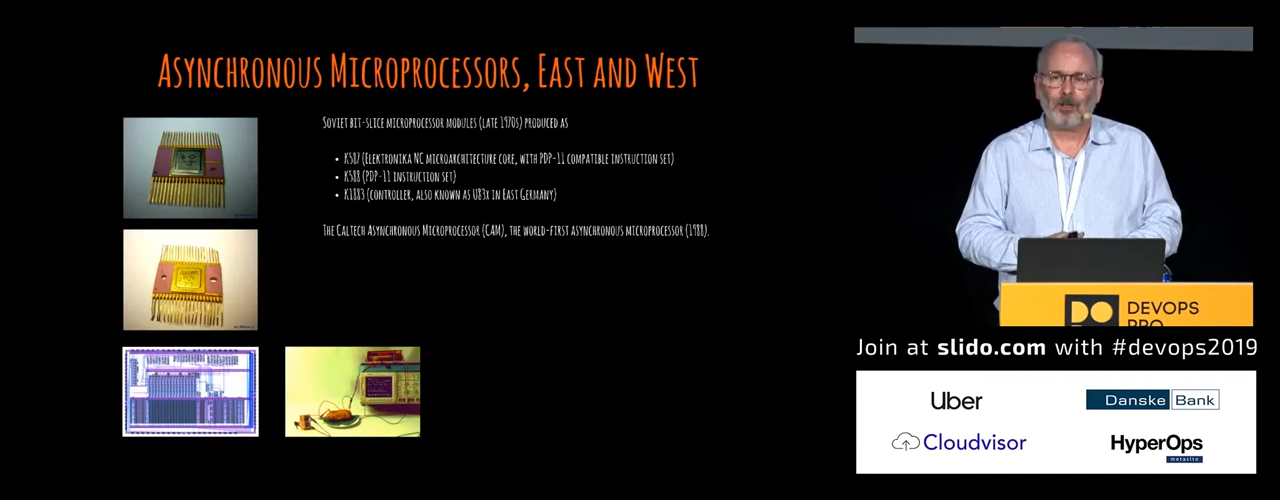 Asynchronous Microprocessors, East and West
Soviet bit-slice microprocessor modules (late 1970s) produced as
• K587 (Elektronika NC microarchitecture core, with PDP-11 compatible instruction set)
• K588 (PDP-11 instruction set)
• K1883 (controller, also known as U83x in East Germany)
The Caltech Asynchronous Microprocessor (CAM), the world-first asynchronous microprocessor (1988).
DO
DEVOPS
PRO
Join at slido.com with #devops2019
Uber
Danske Bank
Cloudvisor
HyperOps
metasite